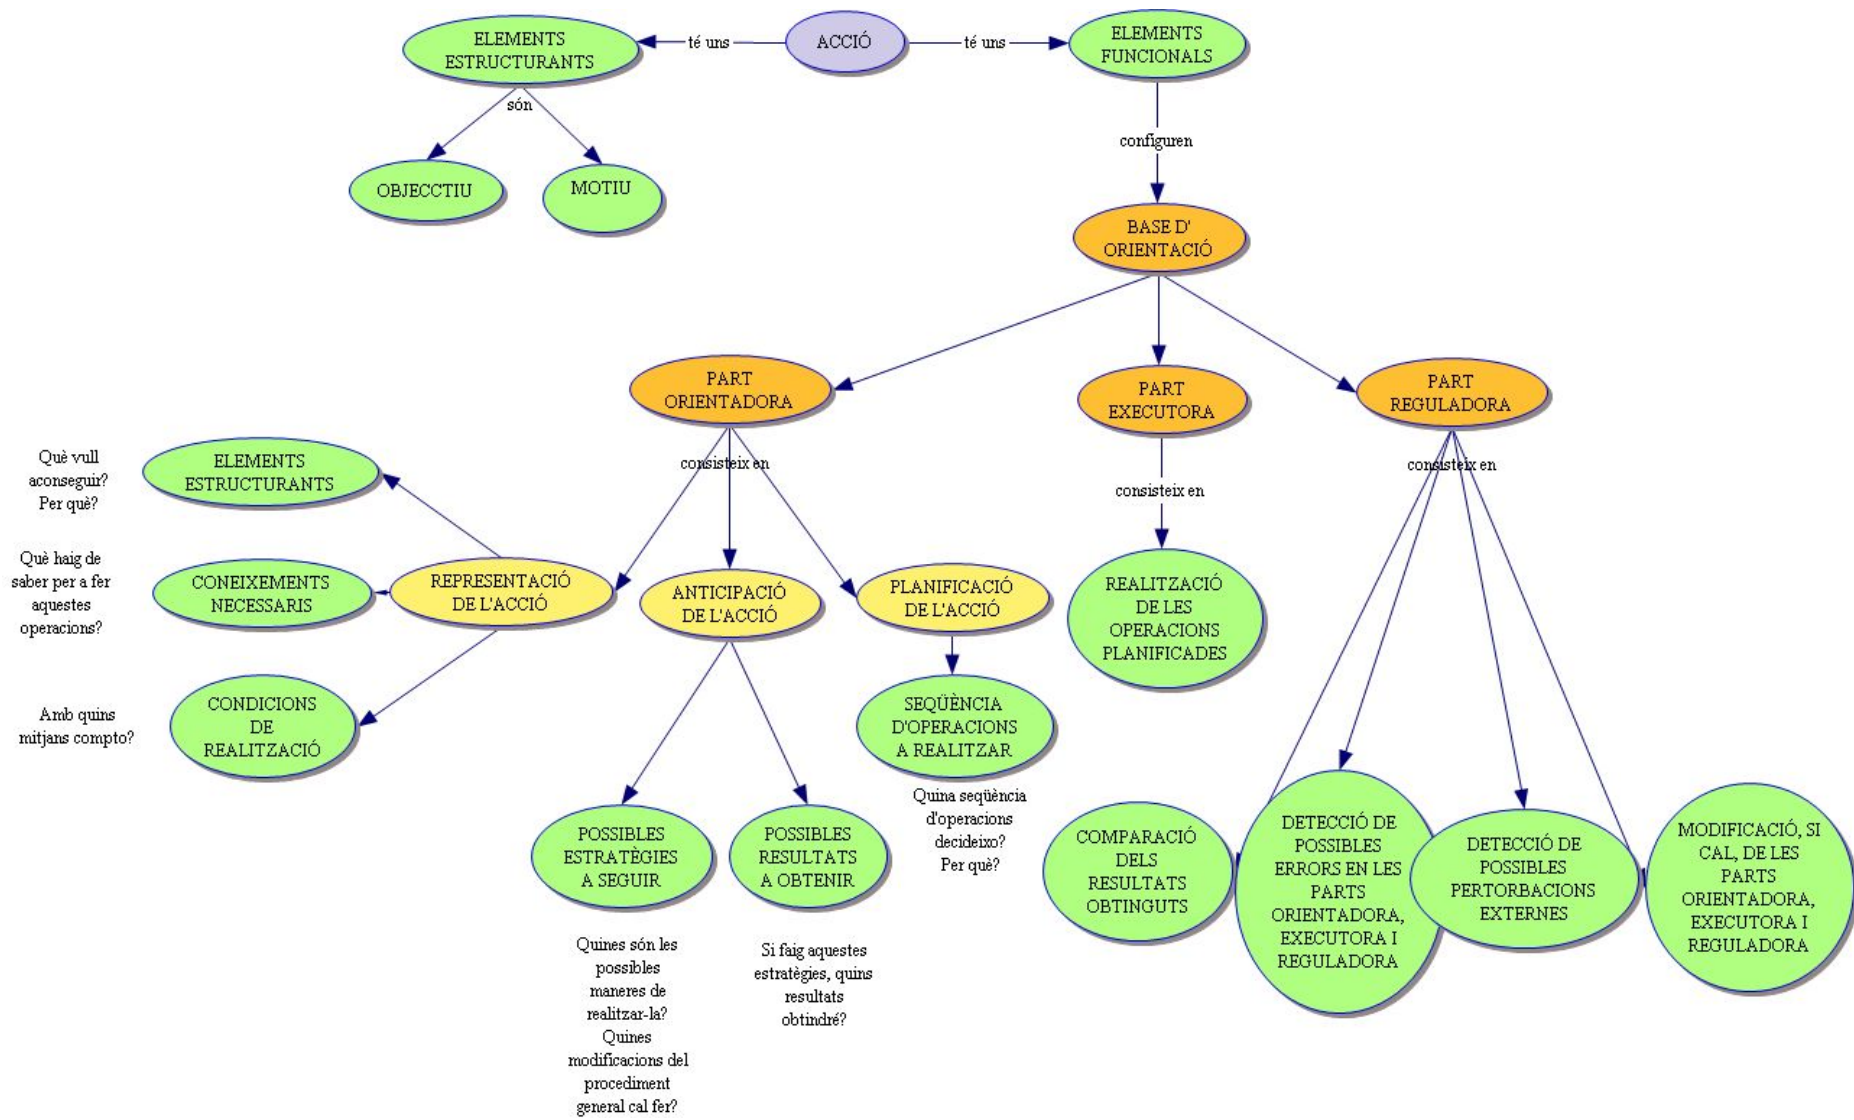 ELEMENTS
ESTRUCTURANTS
té uns
ACCIÓ
té uns
ELEMENTS
FUNCIONALS
són
OBJECCTIU
MOTIU
configuren
BASE D'
ORIENTACIÓ
PART
ORIENTADORA
PART
EXECUTORA
PART
REGULADORA
consisteix en
consisteix en
consisteix en
Què vull
aconseguir?
Per què?
ELEMENTS
ESTRUCTURANTS
Què haig de
saber per a fer
aquestes
operacions?
CONEIXEMENTS
NECESSARIS
REPRESENTACIÓ
DE L'ACCIÓ
ANTICIPACIÓ
DE L'ACCIÓ
PLANIFICACIÓ
DE L'ACCIÓ
REALITZACIÓ
DE LES
OPERACIONS
PLANIFICADES
Amb quins
mitjans compto?
CONDICIONS
DE
REALITZACIÓ
SEQÜÈNCIA
D'OPERACIONS
A REALITZAR
Quina seqüència
d'operacions
decideixo?
Per què?
POSSIBLES
ESTRATÈGIES
A SEGUIR
POSSIBLES
RESULTATS
A OBTENIR
COMPARACIÓ
DELS
RESULTATS
OBTINGUTS
DETECCIÓ DE
POSSIBLES
ERRORS EN LES
PARTS
ORIENTADORA,
EXECUTORA I
REGULADORA
DETECCIÓ DE
POSSIBLES
PERTORBACIONS
EXTERNES
MODIFICACIÓ, SI
CAL, DE LES
PARTS
ORIENTADORA,
EXECUTORA I
REGULADORA
Quines són les
possibles
maneres de
realitzar-la?
Quines
modificacions del
procediment
general cal fer?
Si faig aquestes
estratègies, quins
resultats
obtindré?